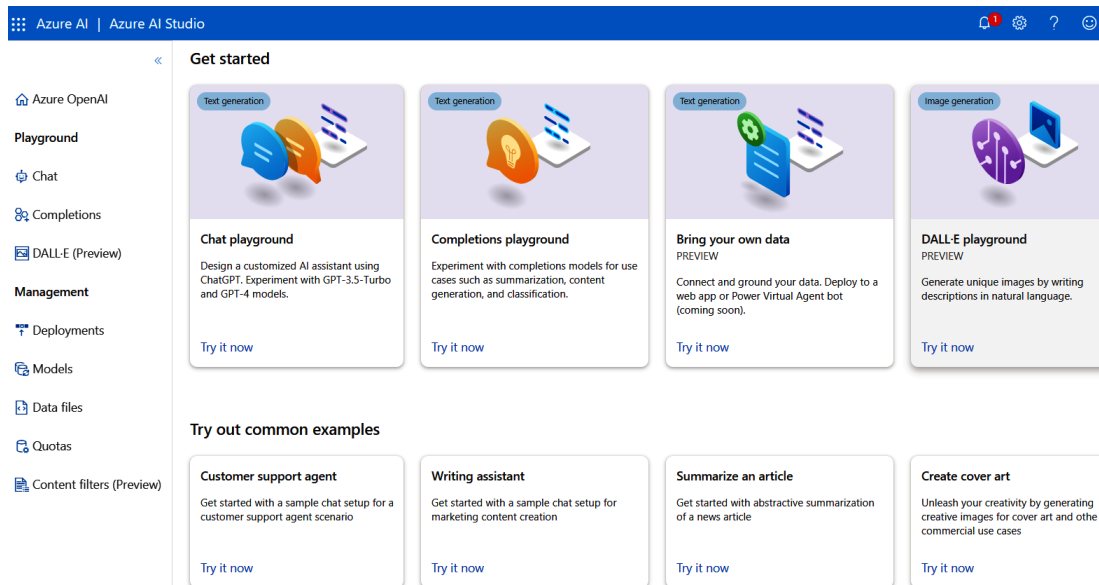 Azure AI | Azure AI Studio
1
?
«
Get started
Azure OpenAI
Playground
Chat
Completions
DALL·E (Preview)
Management
Deployments
Models
Data files
Quotas
Content filters (Preview)
Text generation
Chat playground
Design a customized AI assistant using
ChatGPT. Experiment with GPT-3.5-Turbo
and GPT-4 models.
Try it now
Text generation
Completions playground
Experiment with completions models for use
cases such as summarization, content
generation, and classification.
Try it now
Text generation
Bring your own data
PREVIEW
Connect and ground your data. Deploy to a
web app or Power Virtual Agent bot
(coming soon).
Try it now
Image generation
DALL·E playground
PREVIEW
Generate unique images by writing
descriptions in natural language.
Try it now
Try out common examples
Customer support agent
Get started with a sample chat setup for a
customer support agent scenario
Try it now
Writing assistant
Get started with a sample chat setup for
marketing content creation
Try it now
Summarize an article
Get started with abstractive summarization
of a news article
Try it now
Create cover art
Unleash your creativity by generating
creative images for cover art and othe
commercial use cases
Try it now